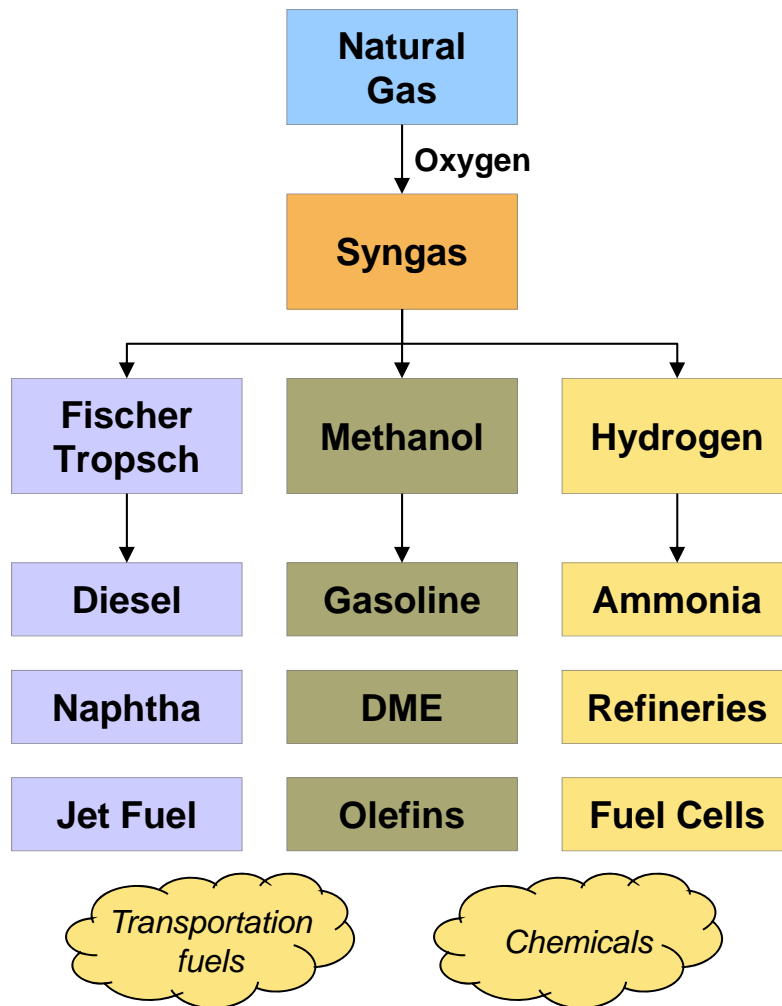 Natural
Gas
Oxygen
Syngas
Fischer
Tropsch
Methanol
Hydrogen
Diesel
Gasoline
Ammonia
Naphtha
DME
Refineries
Jet Fuel
Olefins
Fuel Cells
Transportation
fuels
Chemicals